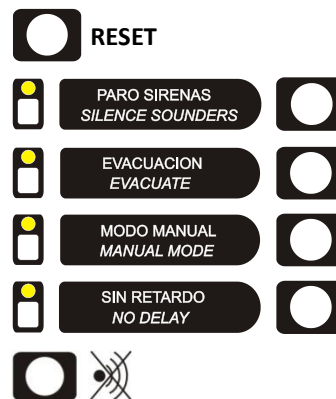 RESET
PARO SIRENAS
SILENCE SOUNDERS
EVACUACION
EVACUATE
MODO MANUAL
MANUAL MODE
SIN RETARDO
NO DELAY